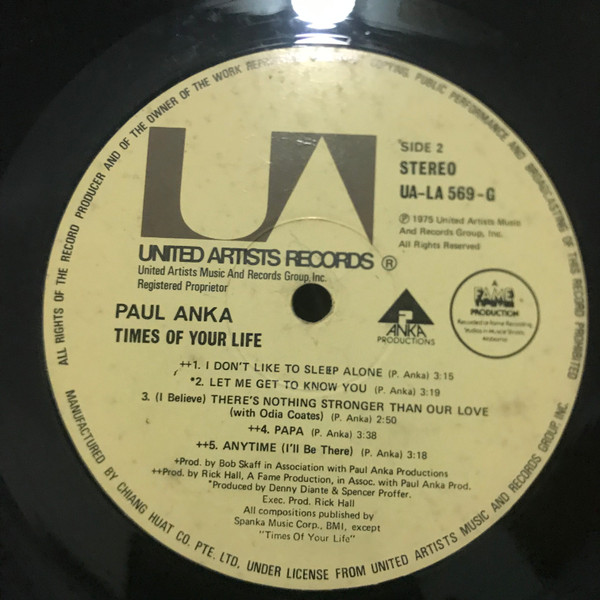 ALL RIGHTS OF THE RECORD PRODUCER AND OF THE OWNER OF THE WORK
PUBLIC PERFORMANCE AND BROADCASTING OF THIS RECORD PROHIBITED
UA
UNITED ARTISTS RECORDS ®
United Artists Music And Records Group, Inc.
Registered Proprietor
SIDE 2
STEREO
UA-LA 569-G
℗ 1975 United Artists Music
And Records Group, Inc.
All Rights Reserved
PAUL ANKA
TIMES OF YOUR LIFE
ANKA
PRODUCTIONS
A
FAME
PRODUCTION
Recorded at Fame Recording
++1. I DON'T LIKE TO SLEEP ALONE (P. Anka) 3:15
*2. LET ME GET TO KNOW YOU (P. Anka) 3:19
3. (I Believe) THERE'S NOTHING STRONGER THAN OUR LOVE
(with Odia Coates) (P. Anka) 2:50
++4. PAPA (P. Anka) 3:38
++5. ANYTIME (I'll Be There) (P. Anka) 3:18
+Prod. by Bob Skaff in Association with Paul Anka Productions
++Prod. by Rick Hall, A Fame Production, in Assoc. with Paul Anka Prod.
*Produced by Denny Diante & Spencer Proffer.
Exec. Prod. Rick Hall
All compositions published by
Spanka Music Corp., BMI, except
"Times Of Your Life"
MANUFACTURED BY CHIANG HUAT CO. PTE, LTD, UNDER LICENSE FROM UNITED ARTISTS MUSIC AND RECORDS GROUP, INC.